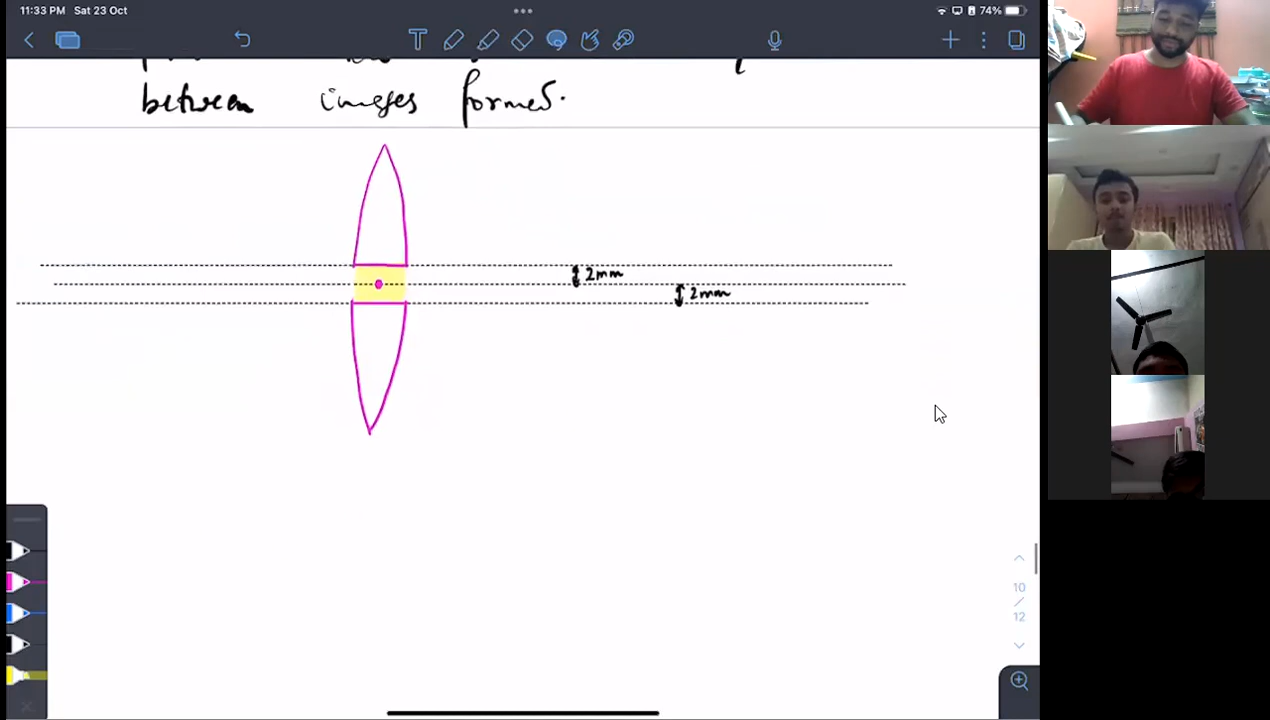 11:33 PM Sat 23 Oct
74%
T
between images formed.
2mm
2mm
10
/
12